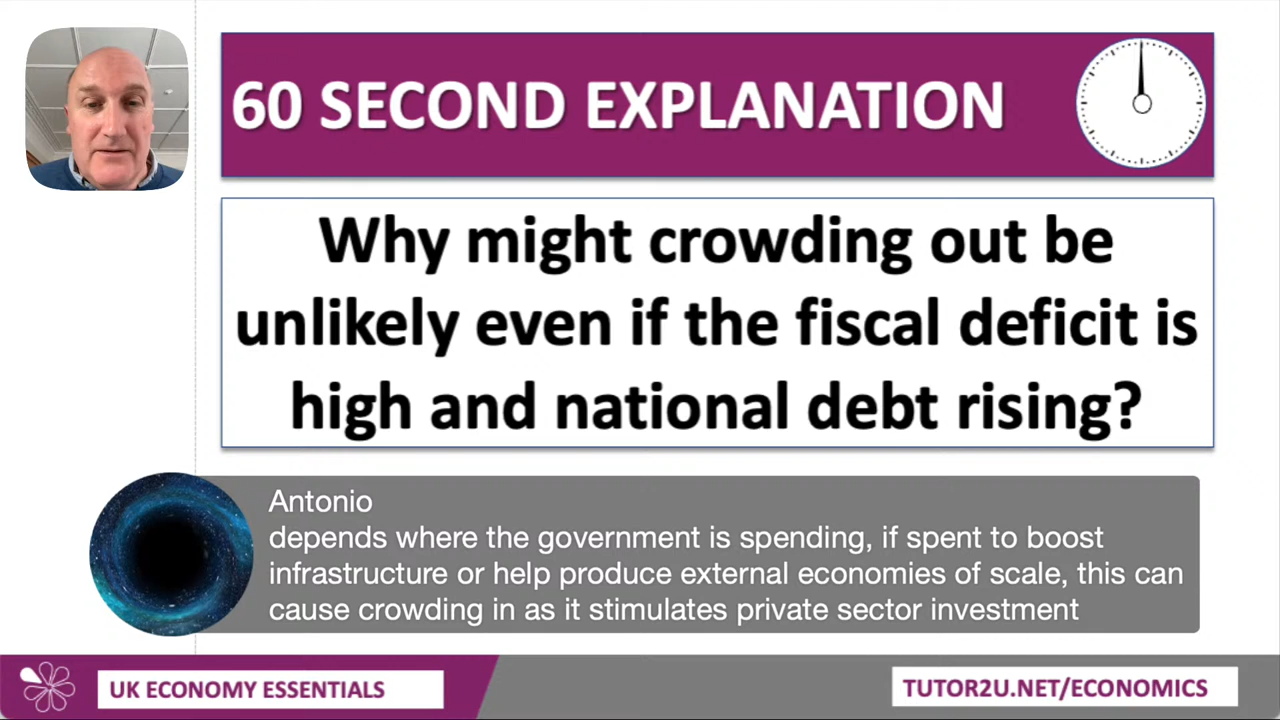 60 SECOND EXPLANATION
Why might crowding out be
unlikely even if the fiscal deficit is
high and national debt rising?
Antonio
depends where the government is spending, if spent to boost
infrastructure or help produce external economies of scale, this can
cause crowding in as it stimulates private sector investment
UK ECONOMY ESSENTIALS
TUTOR2U.NET/ECONOMICS